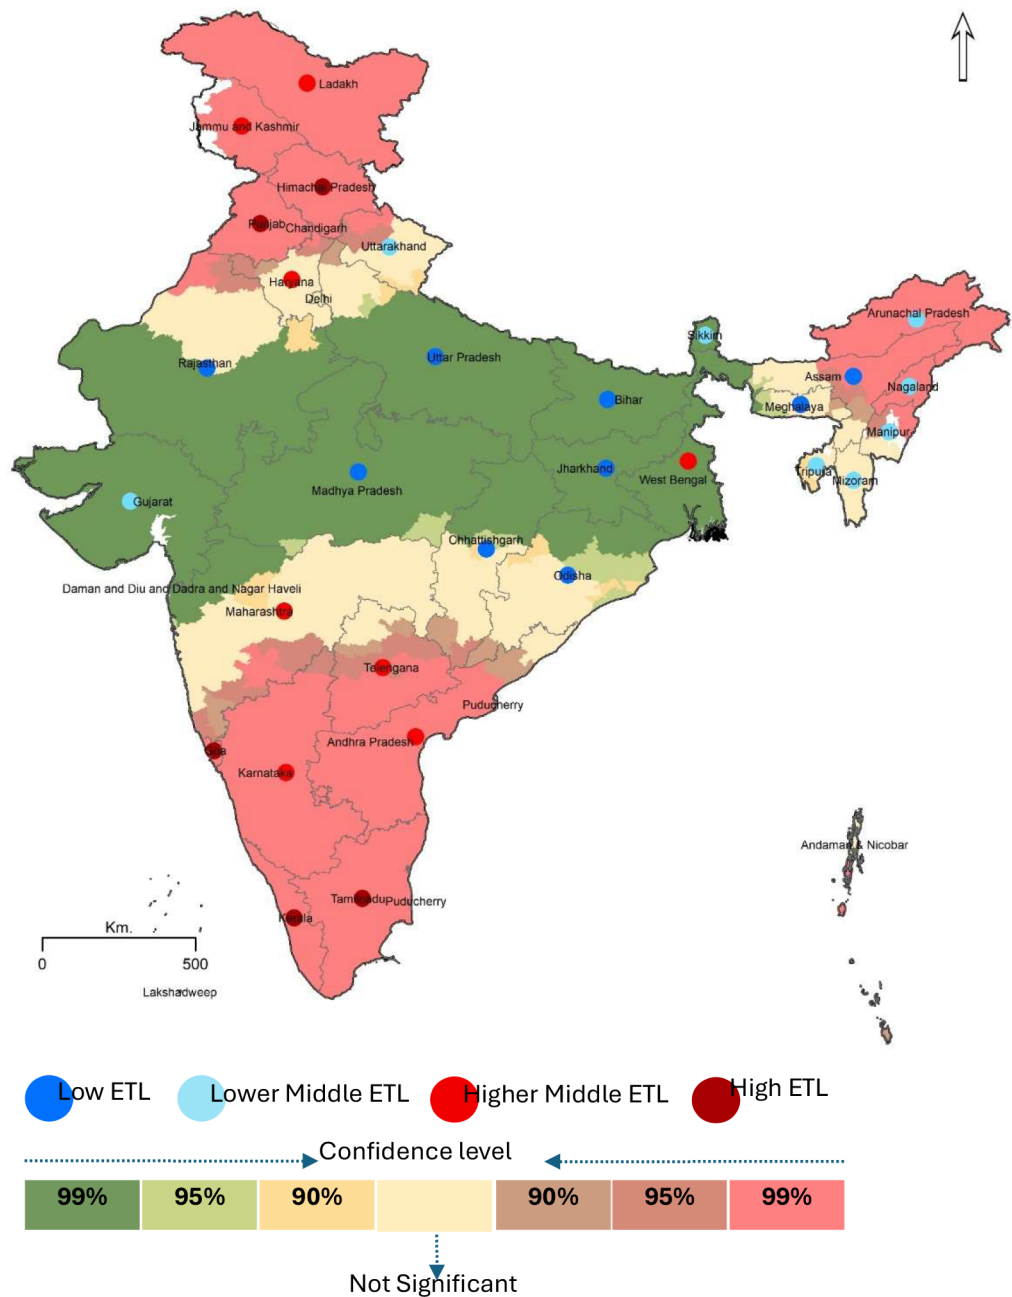 Ladakh
Jammu and Kashmir
Himachal Pradesh
Punjab
Chandigarh
Uttarakhand
Haryana
Delhi
Arunachal Pradesh
Sikkim
Rajasthan
Uttar Pradesh
Assam
Nagaland
Bihar
Meghalaya
Manipur
Jharkhand
West Bengal
Tripura
Mizoram
Madhya Pradesh
Gujarat
Chhattishgarh
Odisha
Daman and Diu and Dadra and Nagar Haveli
Maharashtra
Telengana
Puducherry
Andhra Pradesh
Goa
Karnataka
Andaman & Nicobar
Tamilnadu
Puducherry
Kerala
Km.
0 500
Lakshadweep
Low ETL Lower Middle ETL Higher Middle ETL High ETL
Confidence level
99% 95% 90% 90% 95% 99%
Not Significant